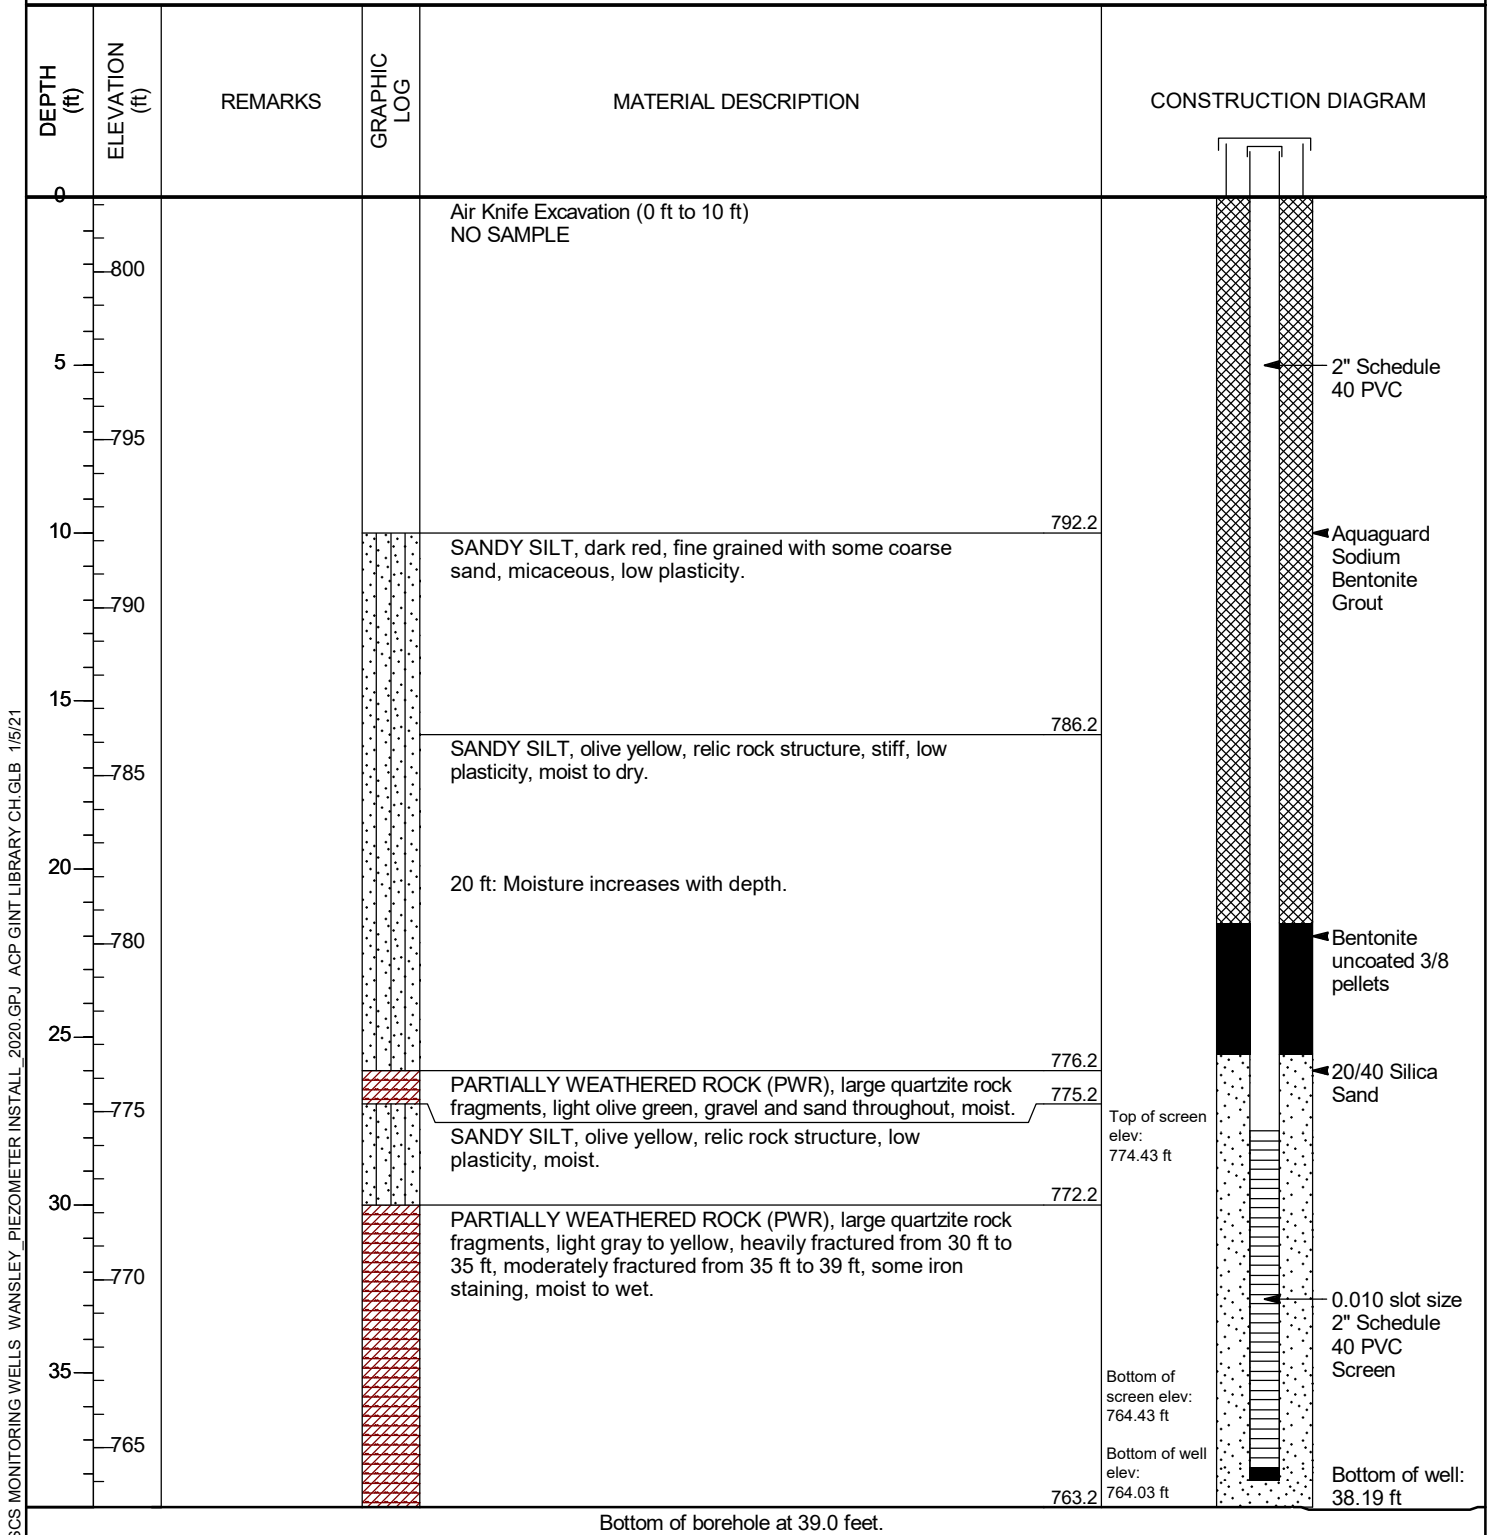 DEPTH
(ft)
ELEVATION
(ft)
REMARKS
GRAPHIC
LOG
MATERIAL DESCRIPTION
CONSTRUCTION DIAGRAM
0
Air Knife Excavation (0 ft to 10 ft)
NO SAMPLE
800
5
2" Schedule
40 PVC
795
792.2
10
SANDY SILT, dark red, fine grained with some coarse
sand, micaceous, low plasticity.
Aquaguard
Sodium
Bentonite
Grout
790
15
786.2
SANDY SILT, olive yellow, relic rock structure, stiff, low
plasticity, moist to dry.
785
20
20 ft: Moisture increases with depth.
780
Bentonite
uncoated 3/8
pellets
25
776.2
PARTIALLY WEATHERED ROCK (PWR), large quartzite rock
fragments, light olive green, gravel and sand throughout, moist.
775.2
20/40 Silica
Sand
775
Top of screen
elev:
774.43 ft
SANDY SILT, olive yellow, relic rock structure, low
plasticity, moist.
772.2
30
PARTIALLY WEATHERED ROCK (PWR), large quartzite rock
fragments, light gray to yellow, heavily fractured from 30 ft to
35 ft, moderately fractured from 35 ft to 39 ft, some iron
staining, moist to wet.
770
0.010 slot size
2" Schedule
40 PVC
Screen
35
Bottom of
screen elev:
764.43 ft
765
Bottom of well
elev:
764.03 ft
Bottom of well:
38.19 ft
763.2
Bottom of borehole at 39.0 feet.
SCS MONITORING WELLS WANSLEY_PIEZOMETER INSTALL_2020.GPJ ACP GINT LIBRARY CH.GLB 1/5/21